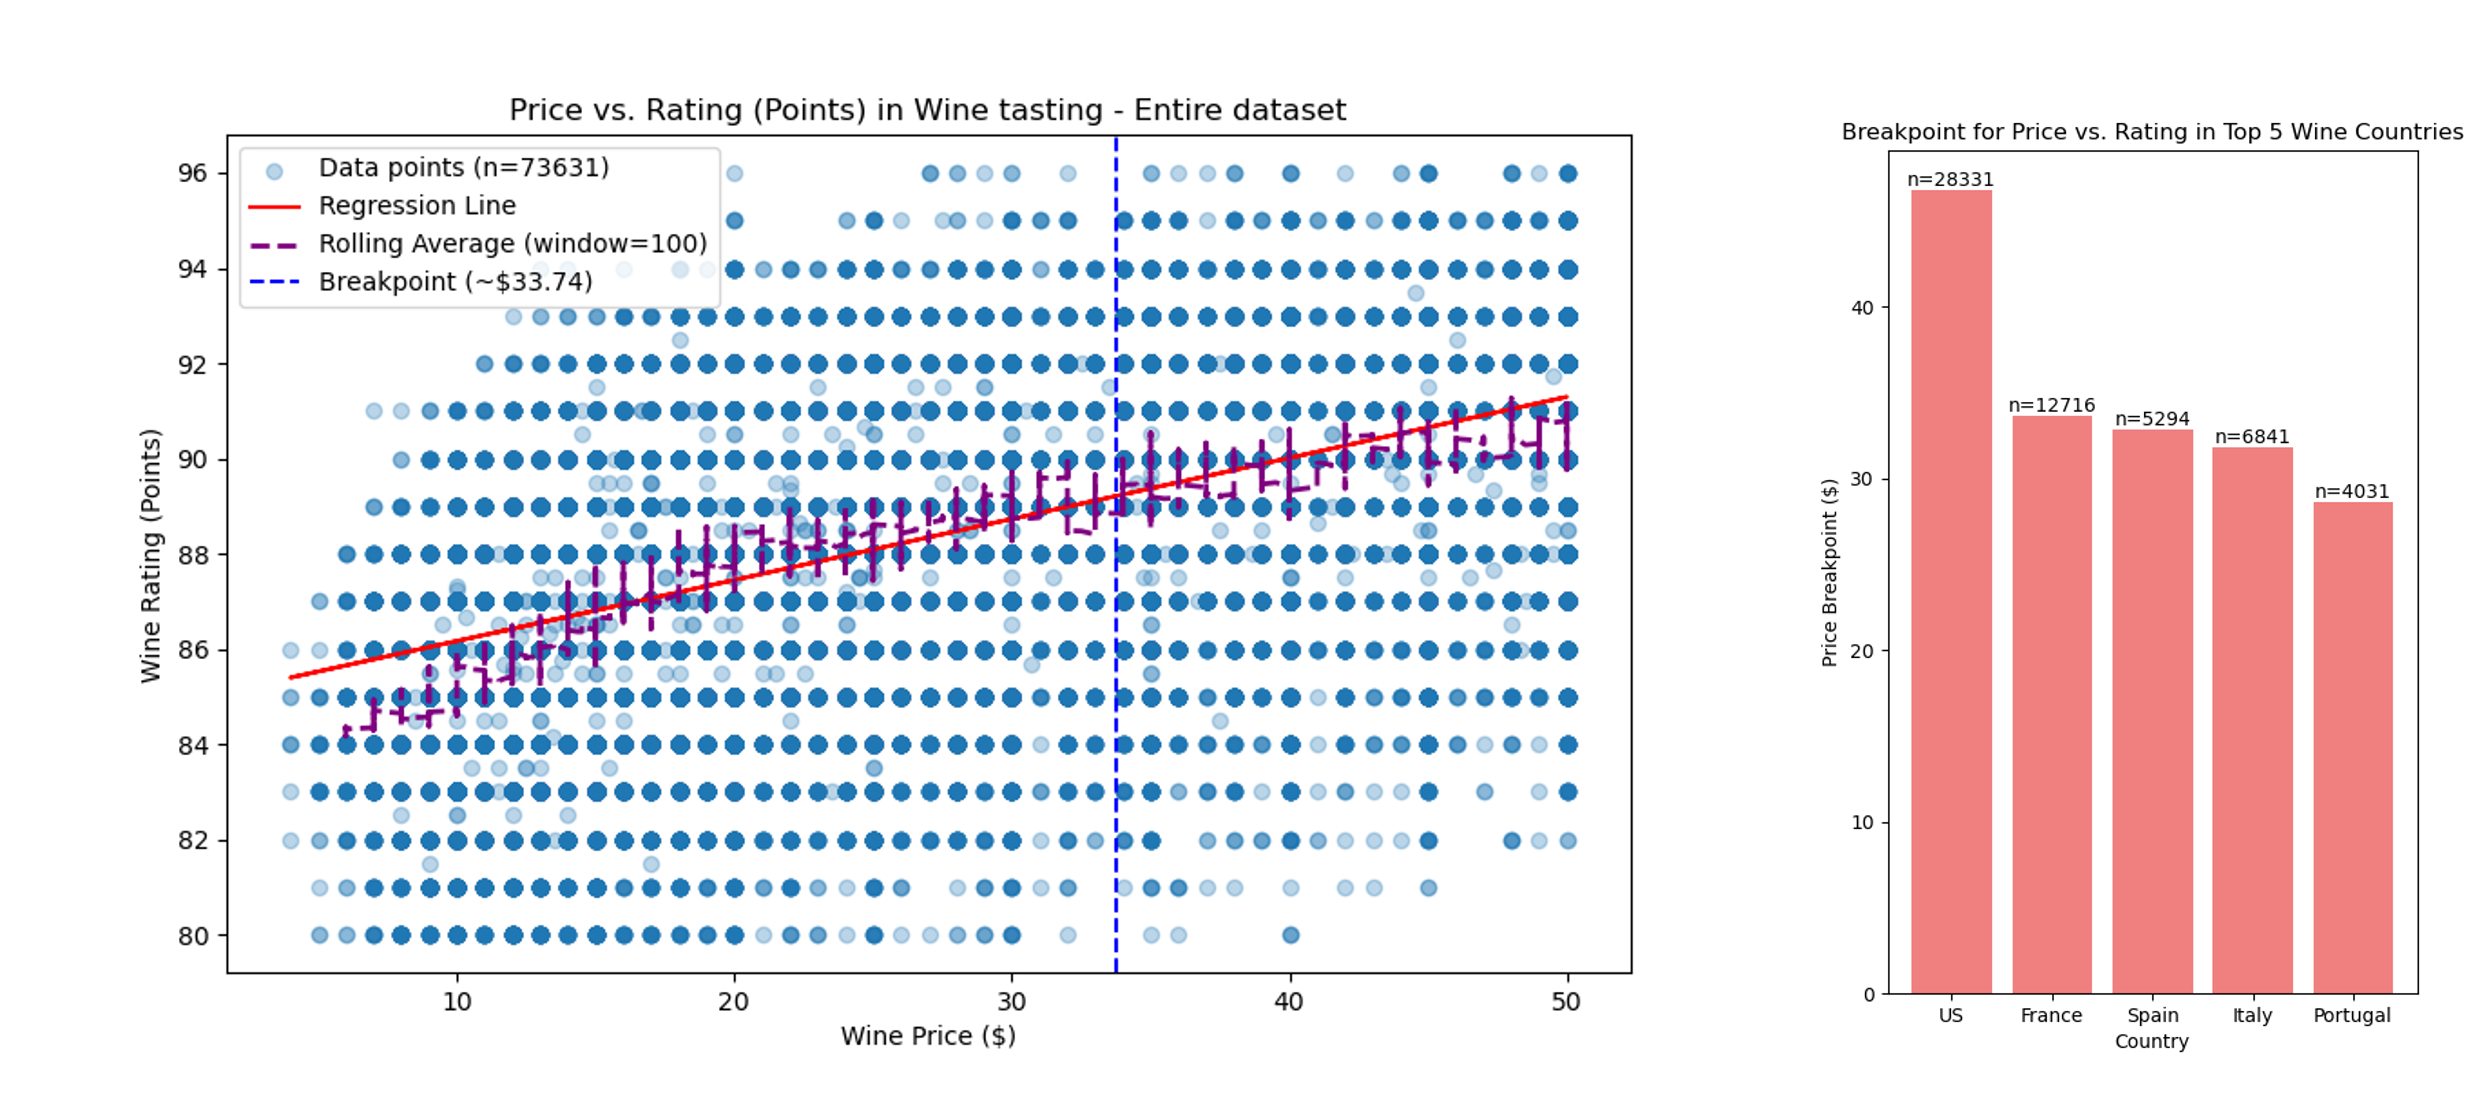 Price vs. Rating (Points) in Wine tasting - Entire dataset
Data points (n=73631)
Regression Line
Rolling Average (window=100)
Breakpoint (~$33.74)
Wine Rating (Points)
96
94
92
90
88
86
84
82
80
10 20 30 40 50
Wine Price ($)
Breakpoint for Price vs. Rating in Top 5 Wine Countries
n=28331
n=12716
n=5294
n=6841
n=4031
Price Breakpoint ($)
40
30
20
10
0
US France Spain Italy Portugal
Country